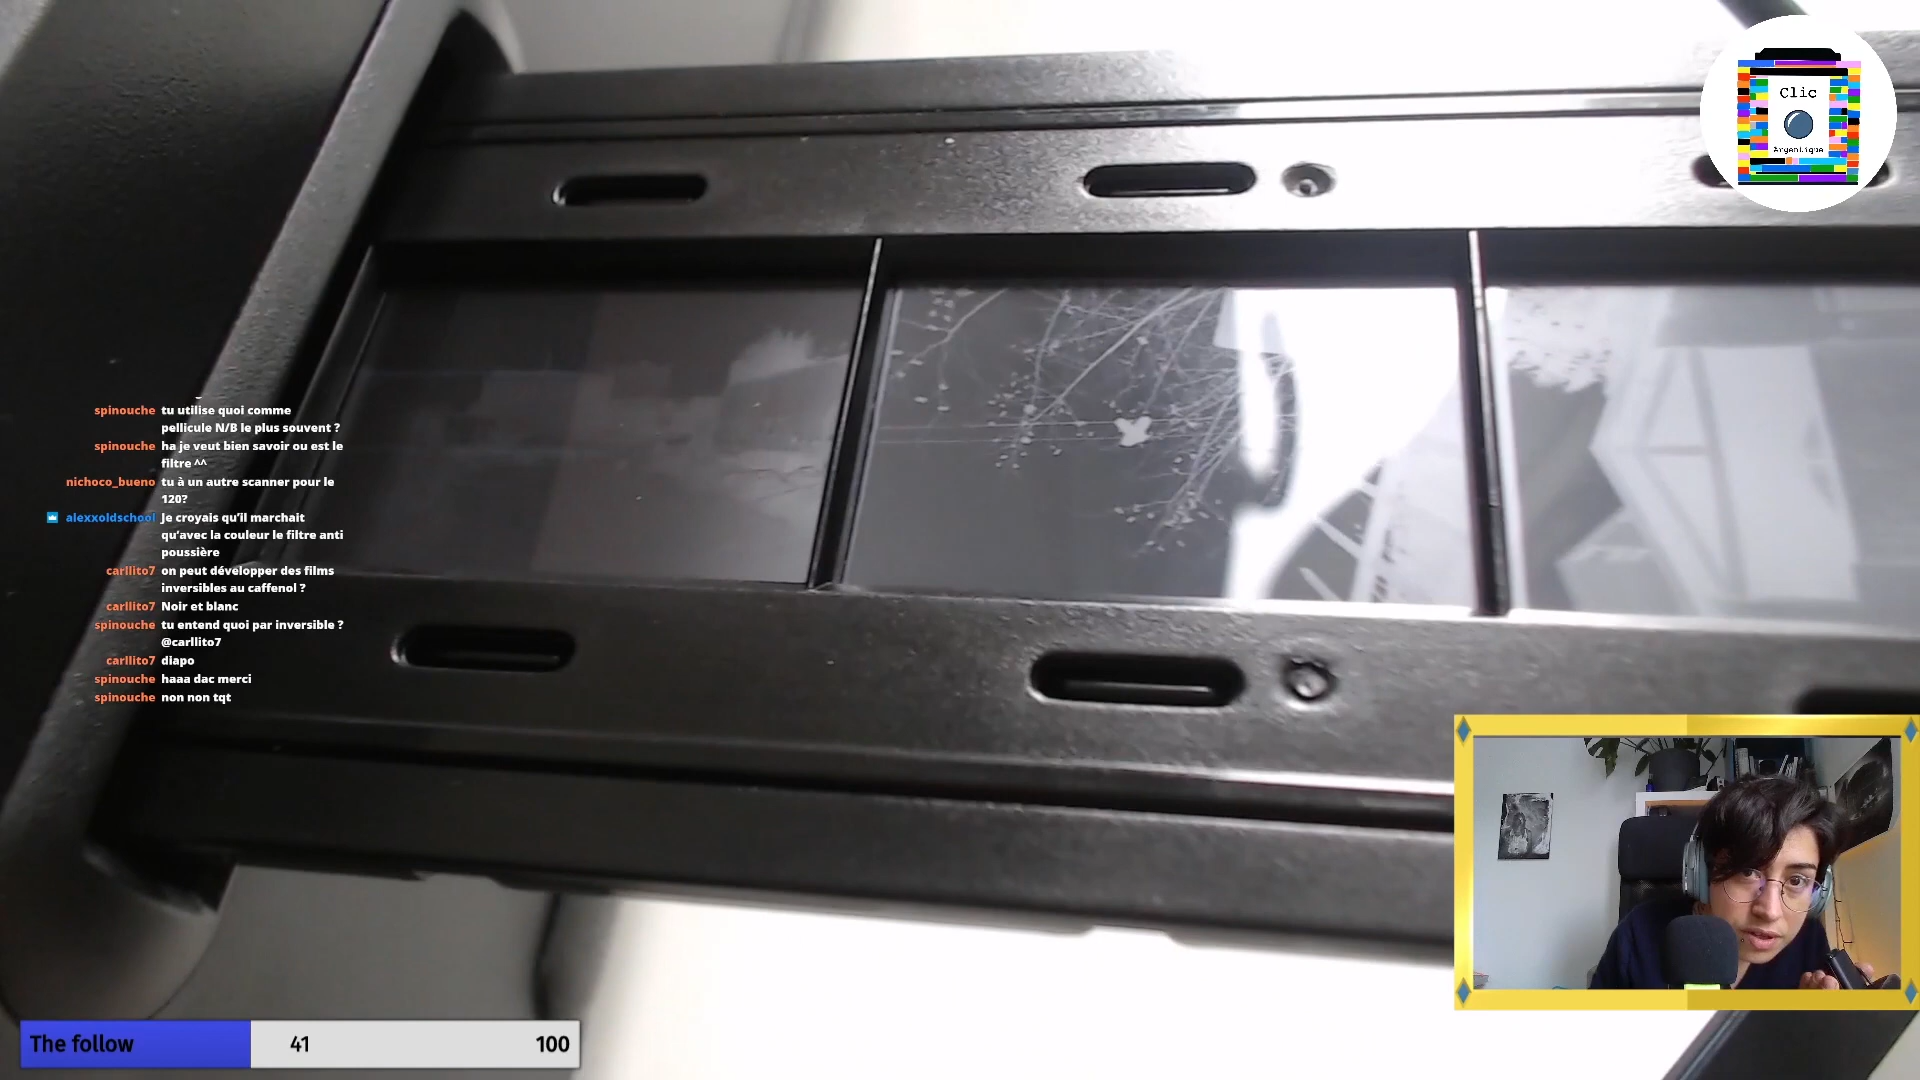 Clic
Argentique
spinouche tu utilise quoi comme
pellicule N/B le plus souvent ?
spinouche ha je veut bien savoir ou est le
filtre ^^
nichoco_bueno tu à un autre scanner pour le
120?
alexxoldschool Je croyais qu'il marchait
qu'avec la couleur le filtre anti
poussière
carllito7 on peut développer des films
inversibles au caffenol ?
carllito7 Noir et blanc
spinouche tu entend quoi par inversible ?
@carllito7
carllito7 diapo
spinouche haaa dac merci
spinouche non non tqt
The follow 41 100